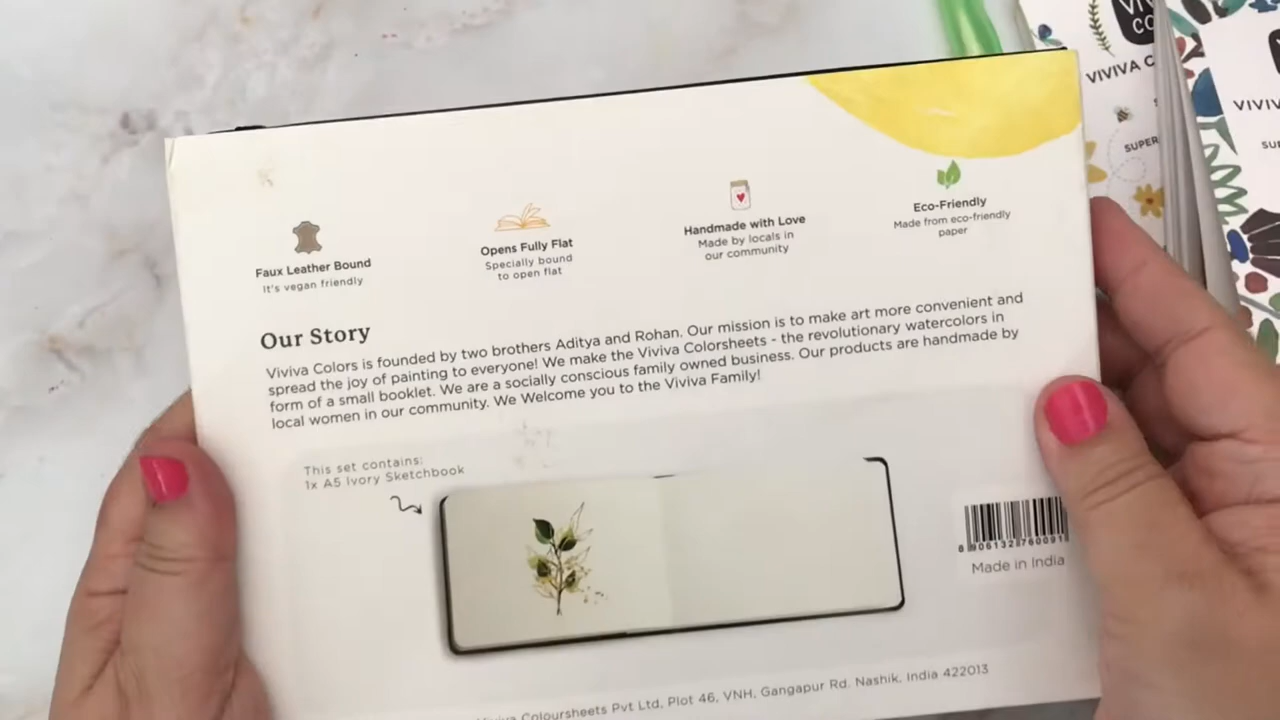 Faux Leather Bound
It's vegan friendly
Opens Fully Flat
Specially bound
to open flat
Handmade with Love
Made by locals in
our community
Eco-Friendly
Made from eco-friendly
paper
Our Story
Viviva Colors is founded by two brothers Aditya and Rohan. Our mission is to make art more convenient and
spread the joy of painting to everyone! We make the Viviva Colorsheets - the revolutionary watercolors in
form of a small booklet. We are a socially conscious family owned business. Our products are handmade by
local women in our community. We Welcome you to the Viviva Family!
This set contains:
1x A5 Ivory Sketchbook
8 906132 760091
Made in India
Viviva Coloursheets Pvt Ltd, Plot 46, VNH, Gangapur Rd. Nashik, India 422013
VIVIVA C
SUPER